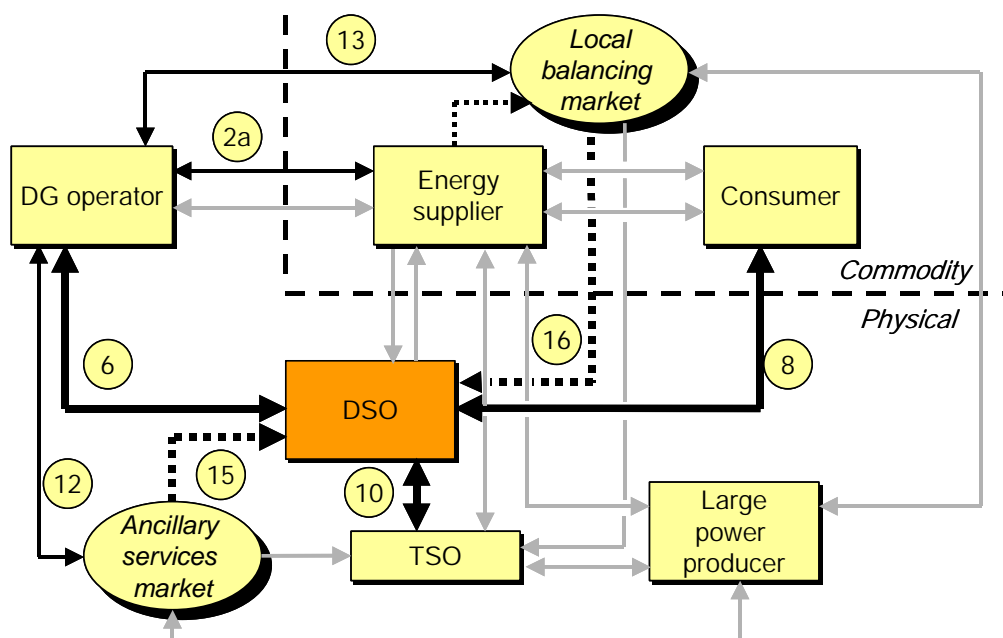 13
Local
balancing
market
2a
DG operator
Energy
supplier
Consumer
Commodity
Physical
6
16
8
DSO
12
15
10
Ancillary
services
market
TSO
Large
power
producer